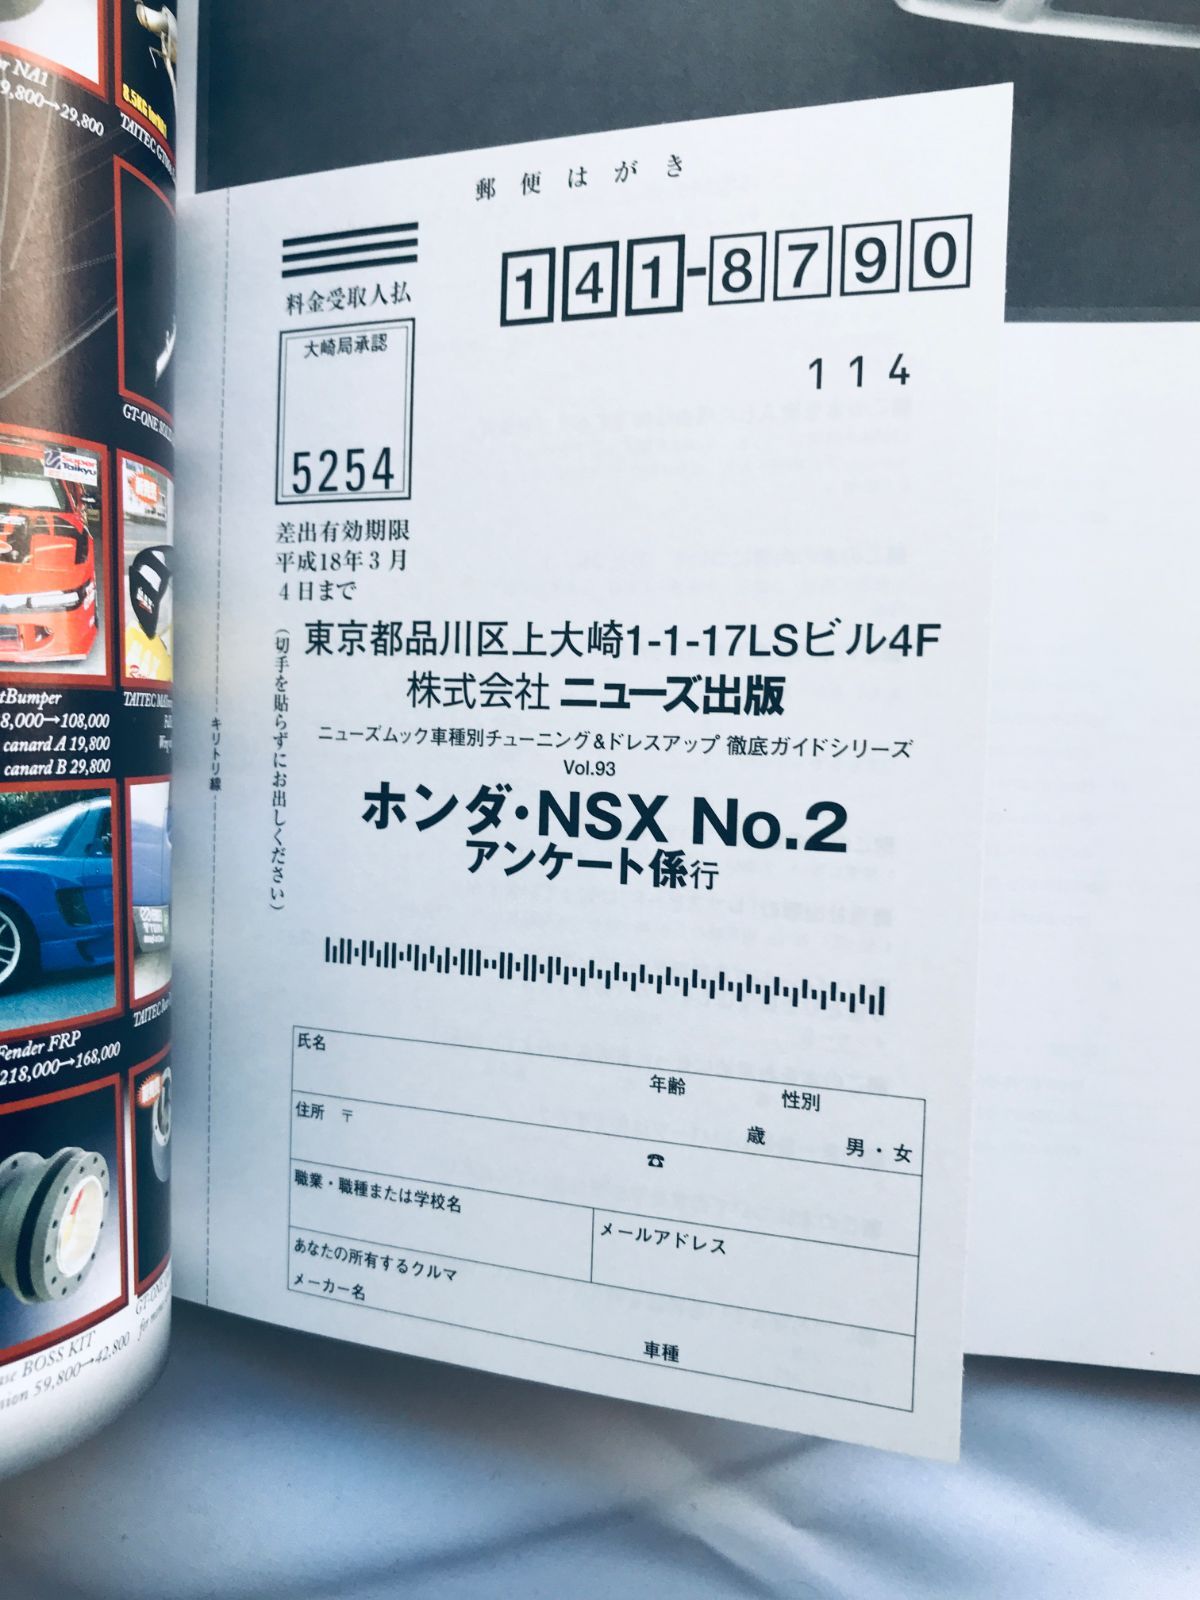 郵便はがき
141-8790
料金受取人払
大崎局承認
5254
114
差出有効期限
平成18年3月
4日まで
(切手を貼らずにお出しください)
キリトリ線
東京都品川区上大崎1-1-17LSビル4F
株式会社 ニューズ出版
ニューズムック車種別チューニング&ドレスアップ 徹底ガイドシリーズ
Vol.93
ホンダ・NSX No.2
アンケート係行
氏名
年齢 性別
歳 男・女
住所 〒
☎
職業・職種または学校名
メールアドレス
あなたの所有するクルマ
メーカー名
車種
NA1
9,800→29,800
8.5KG
TAITEC
GT-ONE
Super
Taikyu
tBumper
8,000→108,000
canard A 19,800
canard B 29,800
TAITEC
Fender FRP
218,000→168,000
TAITEC
BOSS KIT
59,800→42,800